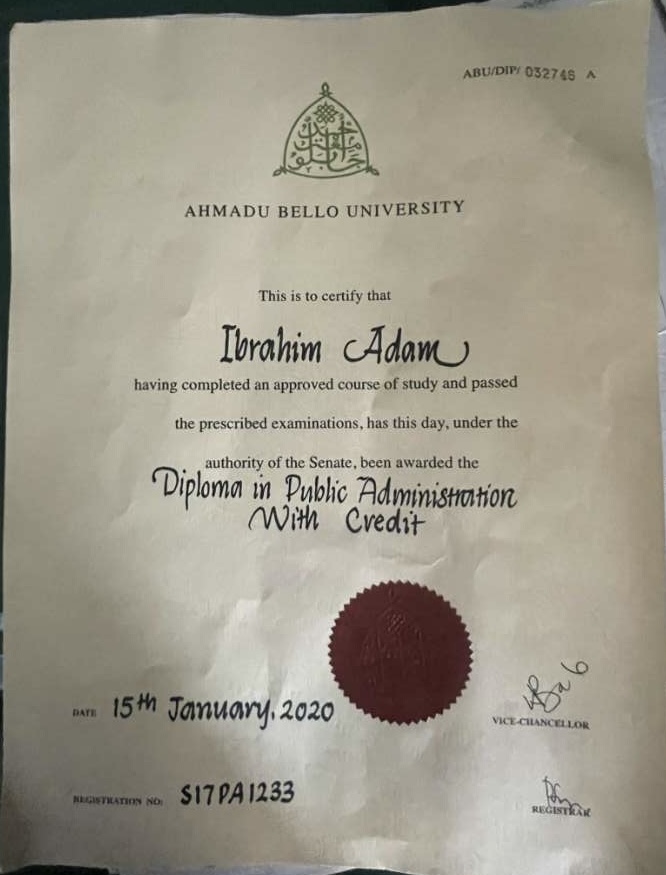 ABU/DIP/ 032746 A
AHMADU BELLO UNIVERSITY
This is to certify that
Ibrahim Adam
having completed an approved course of study and passed
the prescribed examinations, has this day, under the
authority of the Senate, been awarded the
Diploma in Public Administration
With Credit
DATE 15th January, 2020
VICE-CHANCELLOR
REGISTRATION NO: S17PA1233
REGISTRAR